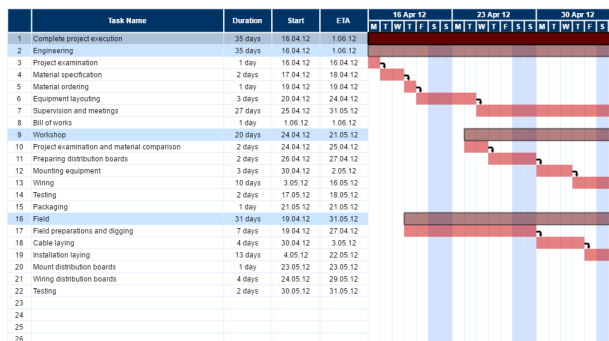 16 Apr 12 23 Apr 12 30 Apr 12
Task Name Duration Start ETA M T W T F S S M T W T F S S M T W T F S
1 Complete project execution 35 days 16.04.12 1.06.12
2 Engineering 35 days 16.04.12 1.06.12
3 Project examination 1 day 16.04.12 16.04.12
4 Material specification 2 days 17.04.12 18.04.12
5 Material ordering 1 day 19.04.12 19.04.12
6 Equipment layouting 3 days 20.04.12 24.04.12
7 Supervision and meetings 27 days 25.04.12 31.05.12
8 Bill of works 1 day 1.06.12 1.06.12
9 Workshop 20 days 24.04.12 21.05.12
10 Project examination and material comparison 2 days 24.04.12 25.04.12
11 Preparing distribution boards 2 days 26.04.12 27.04.12
12 Mounting equipment 3 days 30.04.12 2.05.12
13 Wiring 10 days 3.05.12 16.05.12
14 Testing 2 days 17.05.12 18.05.12
15 Packaging 1 day 21.05.12 21.05.12
16 Field 31 days 19.04.12 31.05.12
17 Field preparations and digging 7 days 19.04.12 27.04.12
18 Cable laying 4 days 30.04.12 3.05.12
19 Installation laying 13 days 4.05.12 22.05.12
20 Mount distribution boards 1 day 23.05.12 23.05.12
21 Wiring distribution boards 4 days 24.05.12 29.05.12
22 Testing 2 days 30.05.12 31.05.12
23
24
25
26